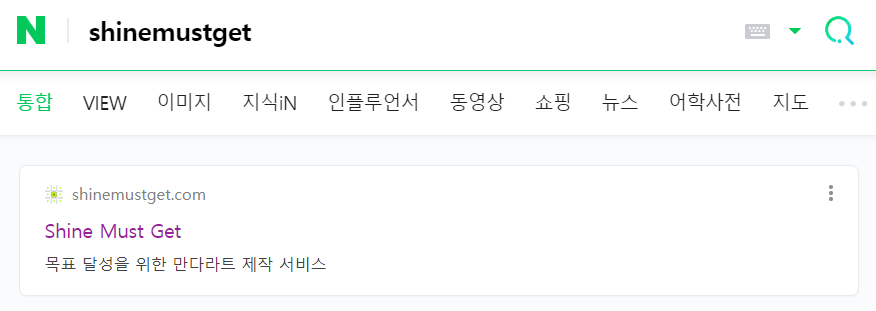 N shinemustget
통합 VIEW 이미지 지식iN 인플루언서 동영상 쇼핑 뉴스 어학사전 지도
shinemustget.com
Shine Must Get
목표 달성을 위한 만다라트 제작 서비스